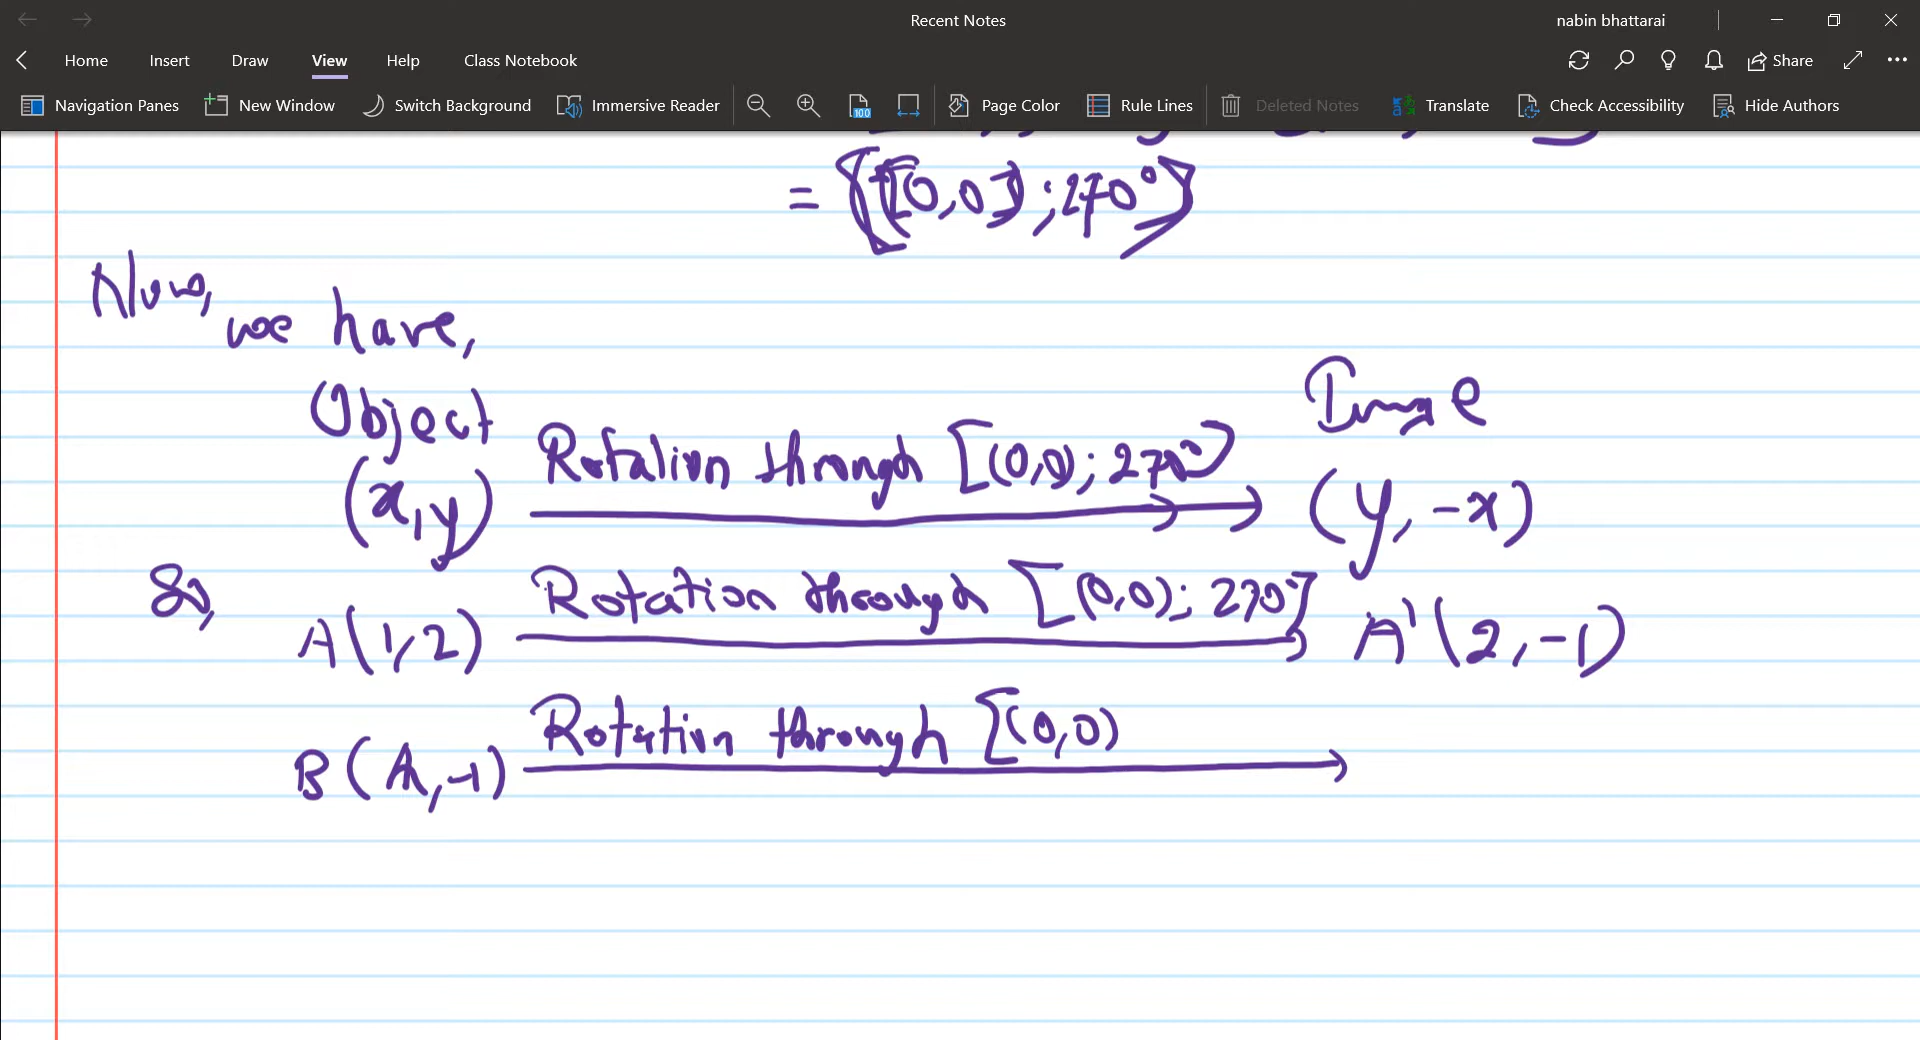 Recent Notes
nabin bhattarai
Home Insert Draw View Help Class Notebook Share
Navigation Panes New Window Switch Background Immersive Reader Page Color Rule Lines Deleted Notes Translate Check Accessibility Hide Authors
= {[(0,0)]; 270°}
Now,
we have,
Object Image
(x,y) Rotation through [(0,0); 270°] (y, -x)
So,
A(1,2) Rotation through [(0,0); 270°] A'(2,-1)
B( ,-1) Rotation through [(0,0)